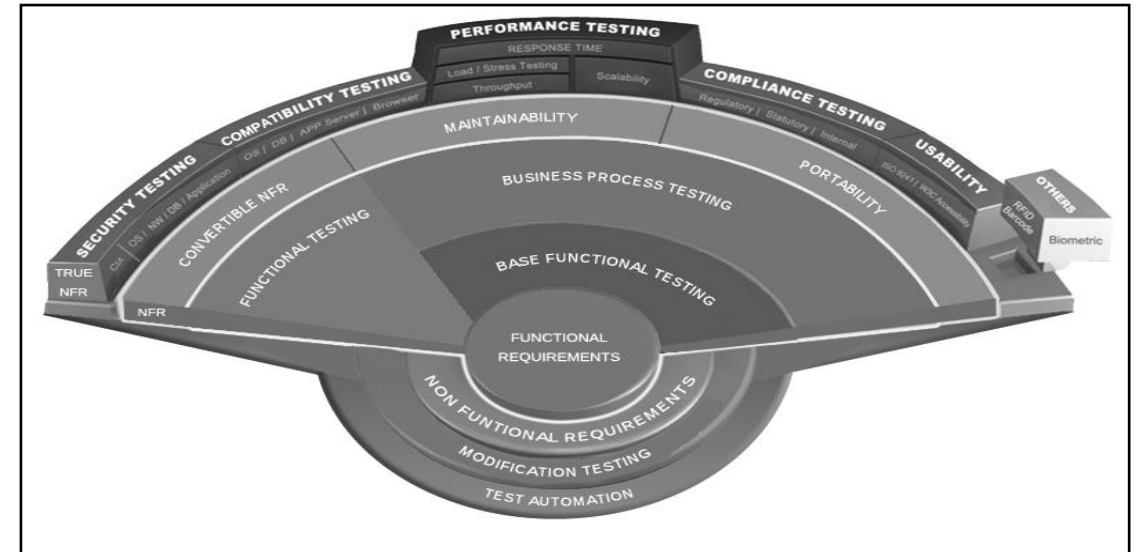 PERFORMANCE TESTING
RESPONSE TIME
Load / Stress Testing
Throughput
Scalability
COMPATIBILITY TESTING
OS | DB | APP Server | Browser
COMPLIANCE TESTING
Regulatory | Statutory | Internal
SECURITY TESTING
CIA | OS / NW / DB / Application
USABILITY
ISO 9241 / W3C Accessibility
OTHERS
RFID
Barcode
Biometric
TRUE
NFR
CONVERTIBLE NFR
MAINTAINABILITY
PORTABILITY
NFR
FUNCTIONAL TESTING
BUSINESS PROCESS TESTING
BASE FUNCTIONAL TESTING
FUNCTIONAL
REQUIREMENTS
NON FUNTIONAL REQUIREMENTS
MODIFICATION TESTING
TEST AUTOMATION